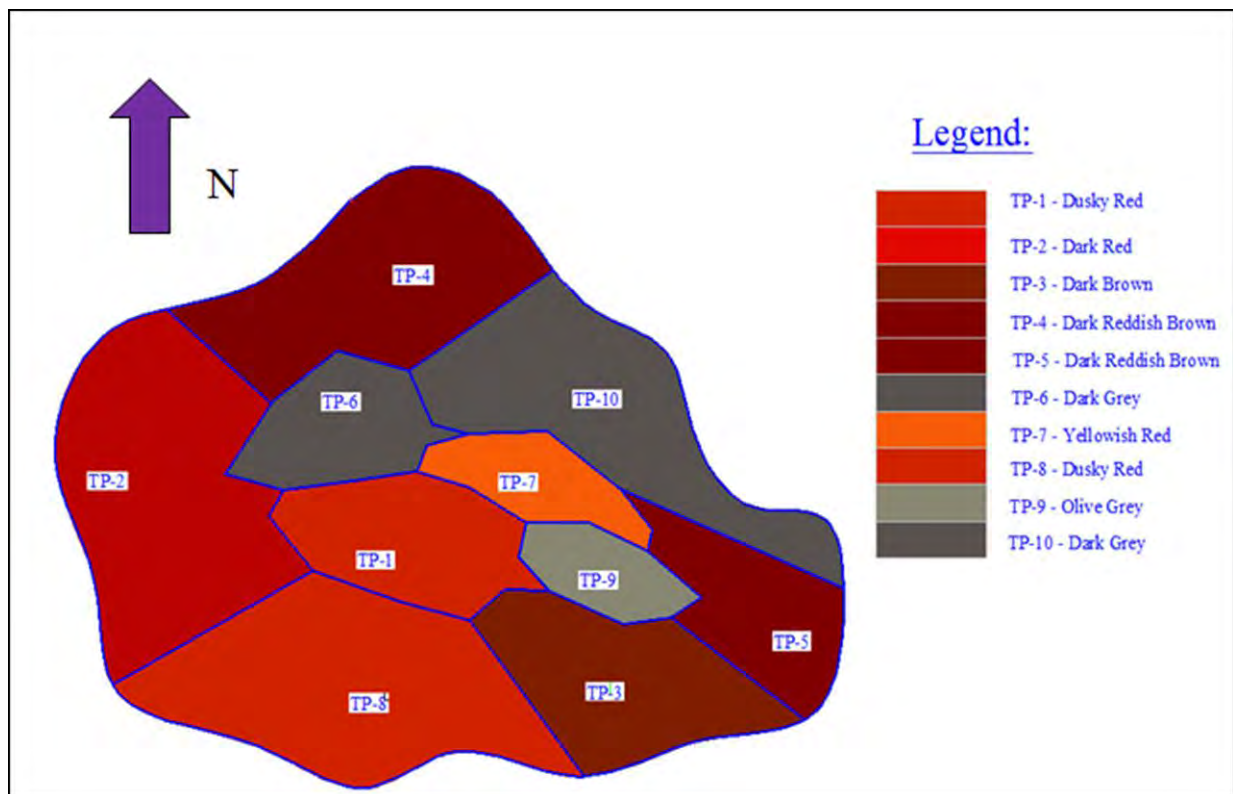 N
Legend:
TP-1 - Dusky Red
TP-2 - Dark Red
TP-3 - Dark Brown
TP-4 - Dark Reddish Brown
TP-5 - Dark Reddish Brown
TP-6 - Dark Grey
TP-7 - Yellowish Red
TP-8 - Dusky Red
TP-9 - Olive Grey
TP-10 - Dark Grey
TP-4
TP-6
TP-10
TP-2
TP-7
TP-1
TP-9
TP-5
TP-3
TP-8